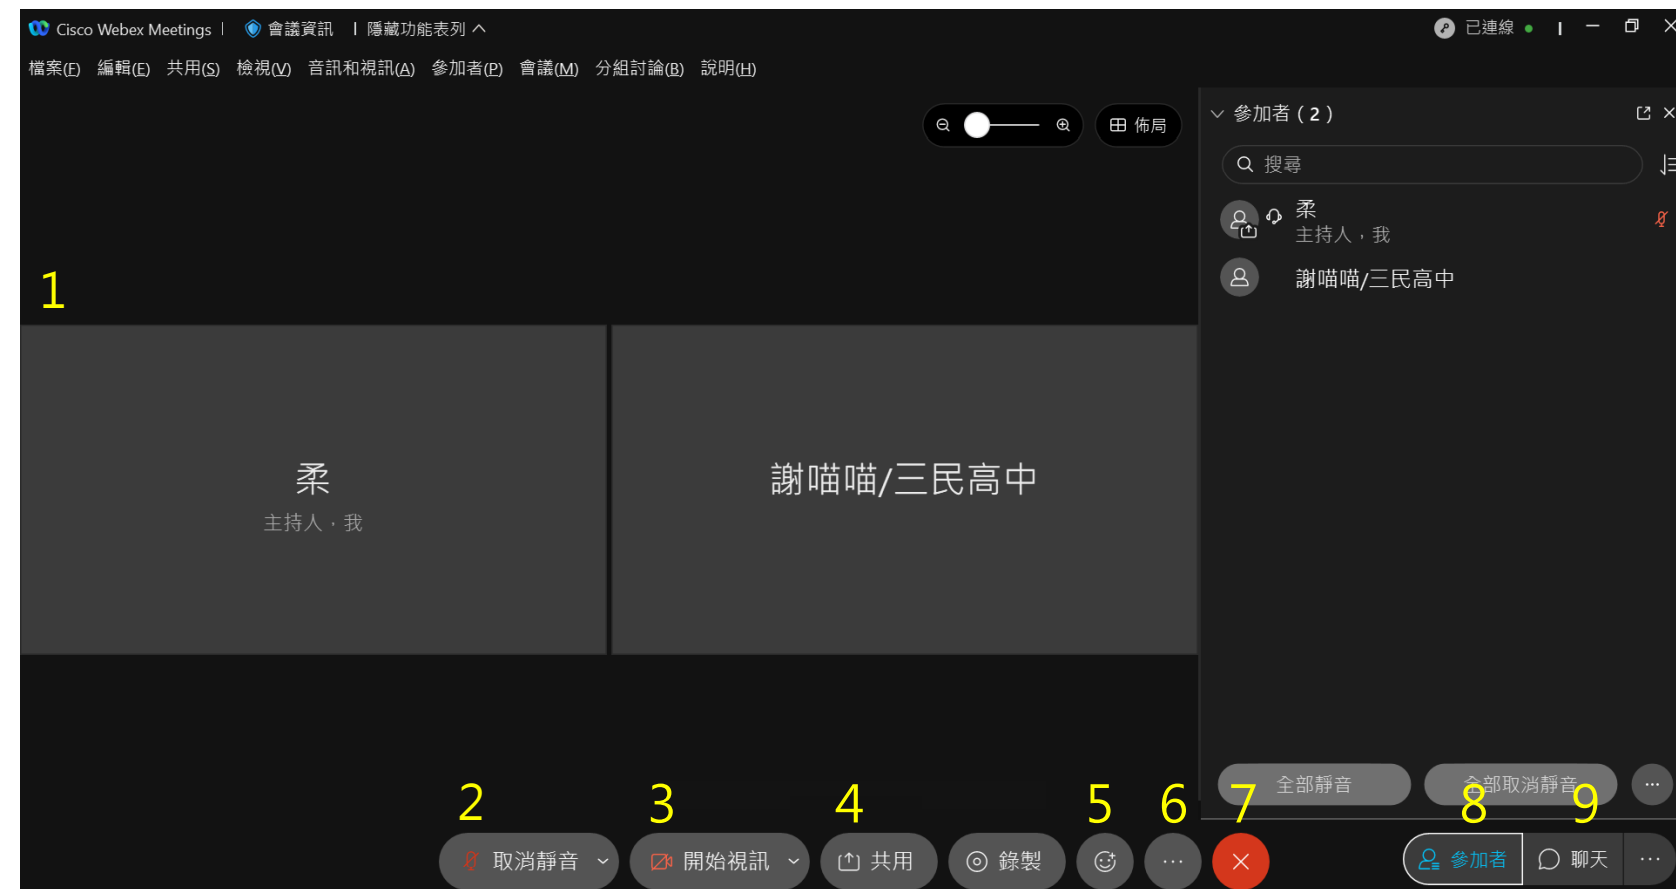 Cisco Webex Meetings | 會議資訊 | 隱藏功能表列 已連線
檔案(F) 編輯(E) 共用(S) 檢視(V) 音訊和視訊(A) 參加者(P) 會議(M) 分組討論(B) 說明(H)
佈局
參加者 ( 2 )
搜尋
柔
主持人，我
謝喵喵/三民高中
1
柔
主持人，我
謝喵喵/三民高中
全部靜音 全部取消靜音 ...
2 3 4 5 6 7 8 9
取消靜音 開始視訊 共用 錄製 ... 參加者 聊天 ...